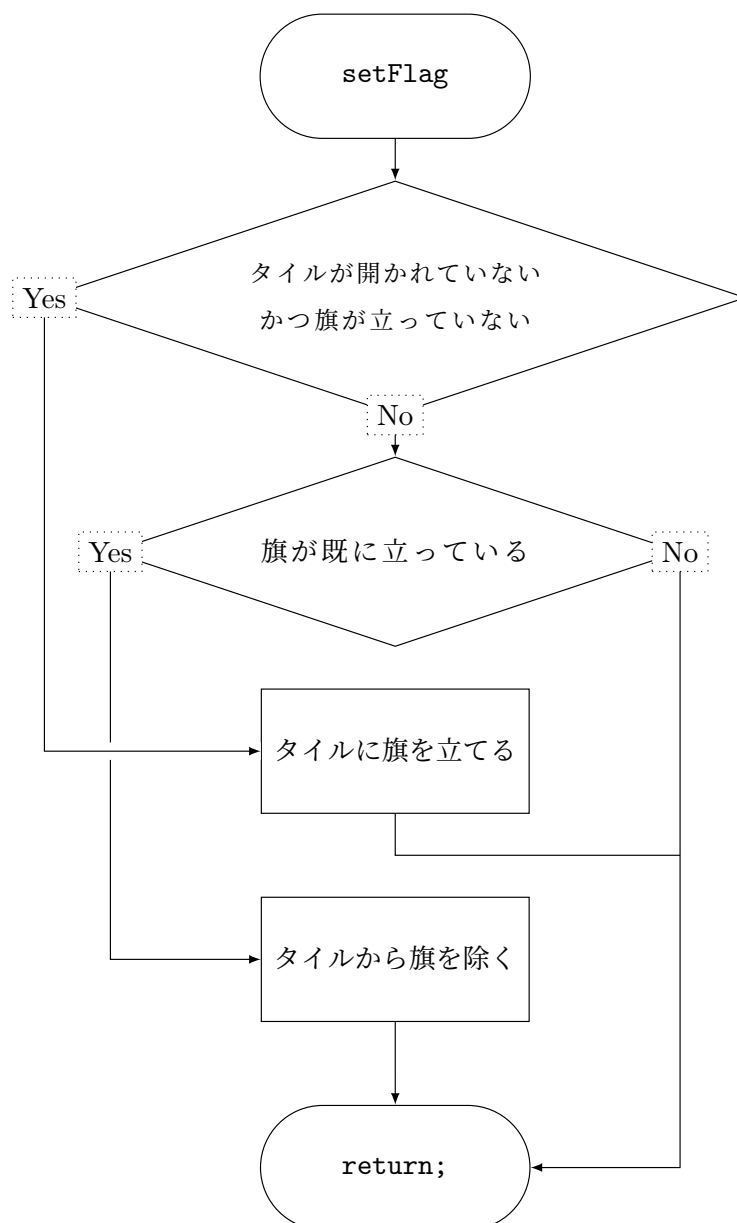 setFlag
タイルが開かれていない
かつ旗が立っていない
Yes
No
旗が既に立っている
Yes
No
タイルに旗を立てる
タイルから旗を除く
return;